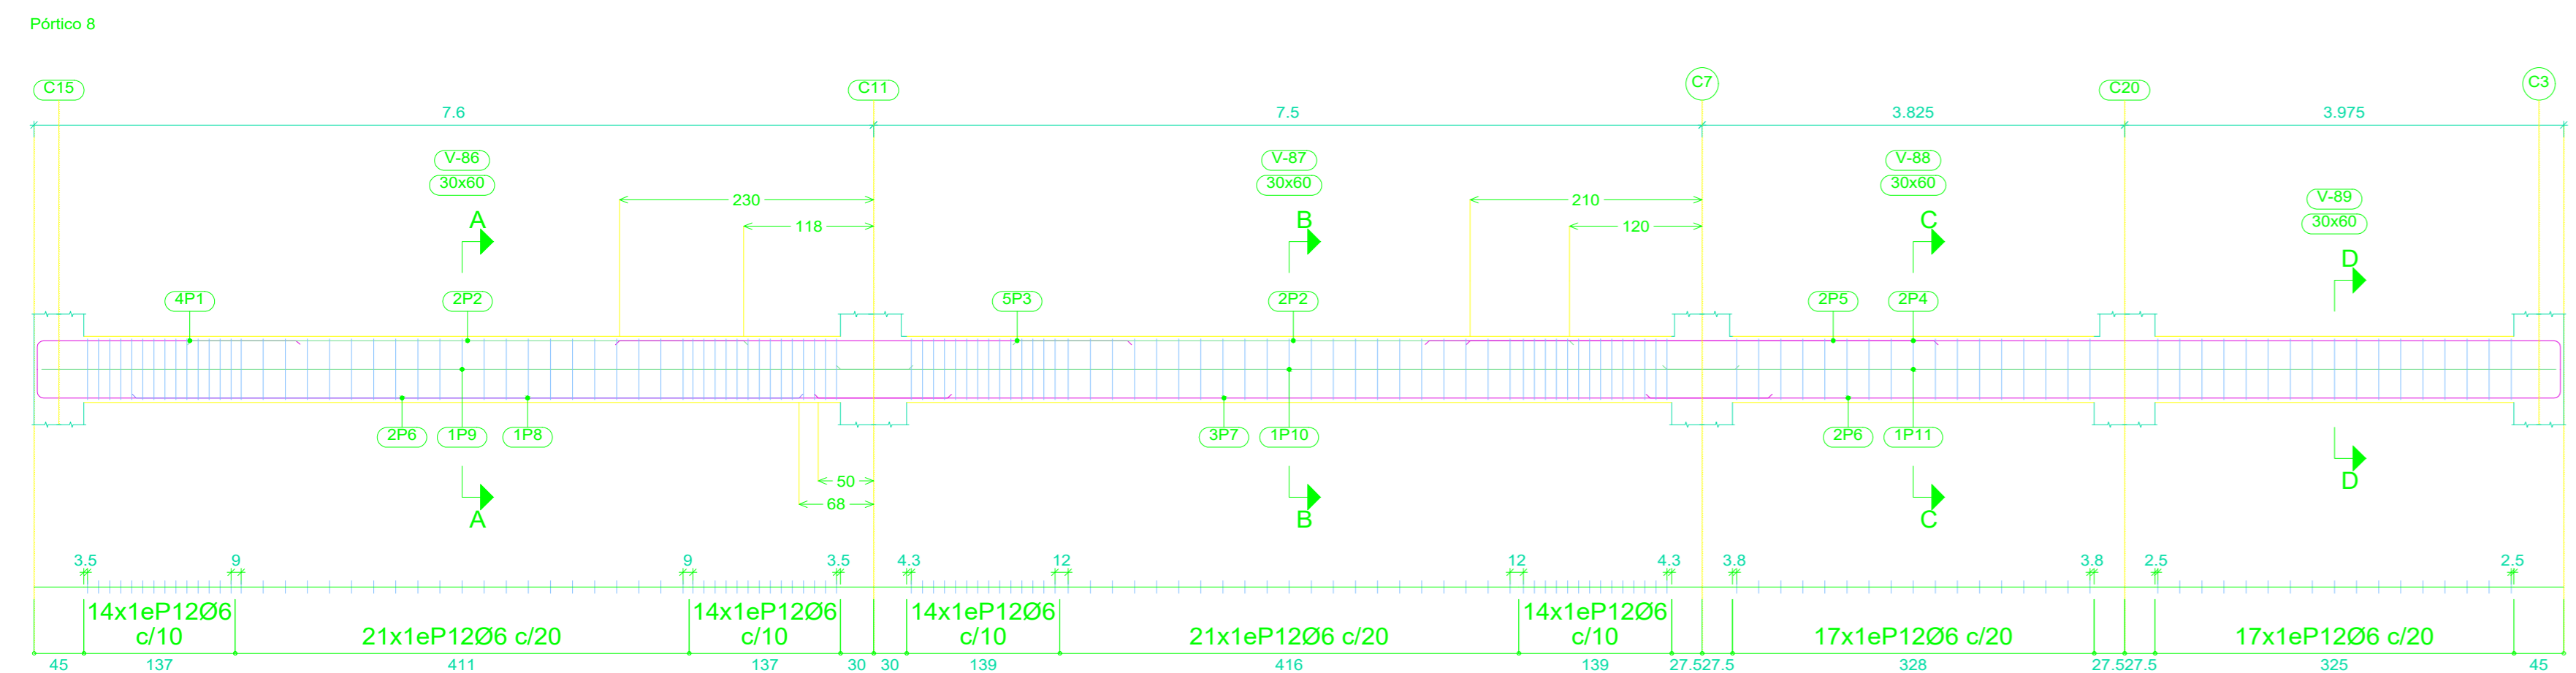 Pórtico 8
C15
C11
C7
C20
C3
7.6
7.5
3.825
3.975
V-86
30x60
V-87
30x60
V-88
30x60
V-89
30x60
230
118
210
120
A
B
C
D
4P1
2P2
5P3
2P2
2P5
2P4
2P6
1P9
1P8
3P7
1P10
2P6
1P11
50
68
A
B
C
D
3.5
9
9
3.5
4.3
12
12
4.3
3.8
3.8
2.5
2.5
14x1eP12Ø6
c/10
21x1eP12Ø6 c/20
14x1eP12Ø6
c/10
14x1eP12Ø6
c/10
21x1eP12Ø6 c/20
14x1eP12Ø6
c/10
17x1eP12Ø6 c/20
17x1eP12Ø6 c/20
45
137
411
137
30
30
139
416
139
27.5
27.5
328
27.5
27.5
325
45